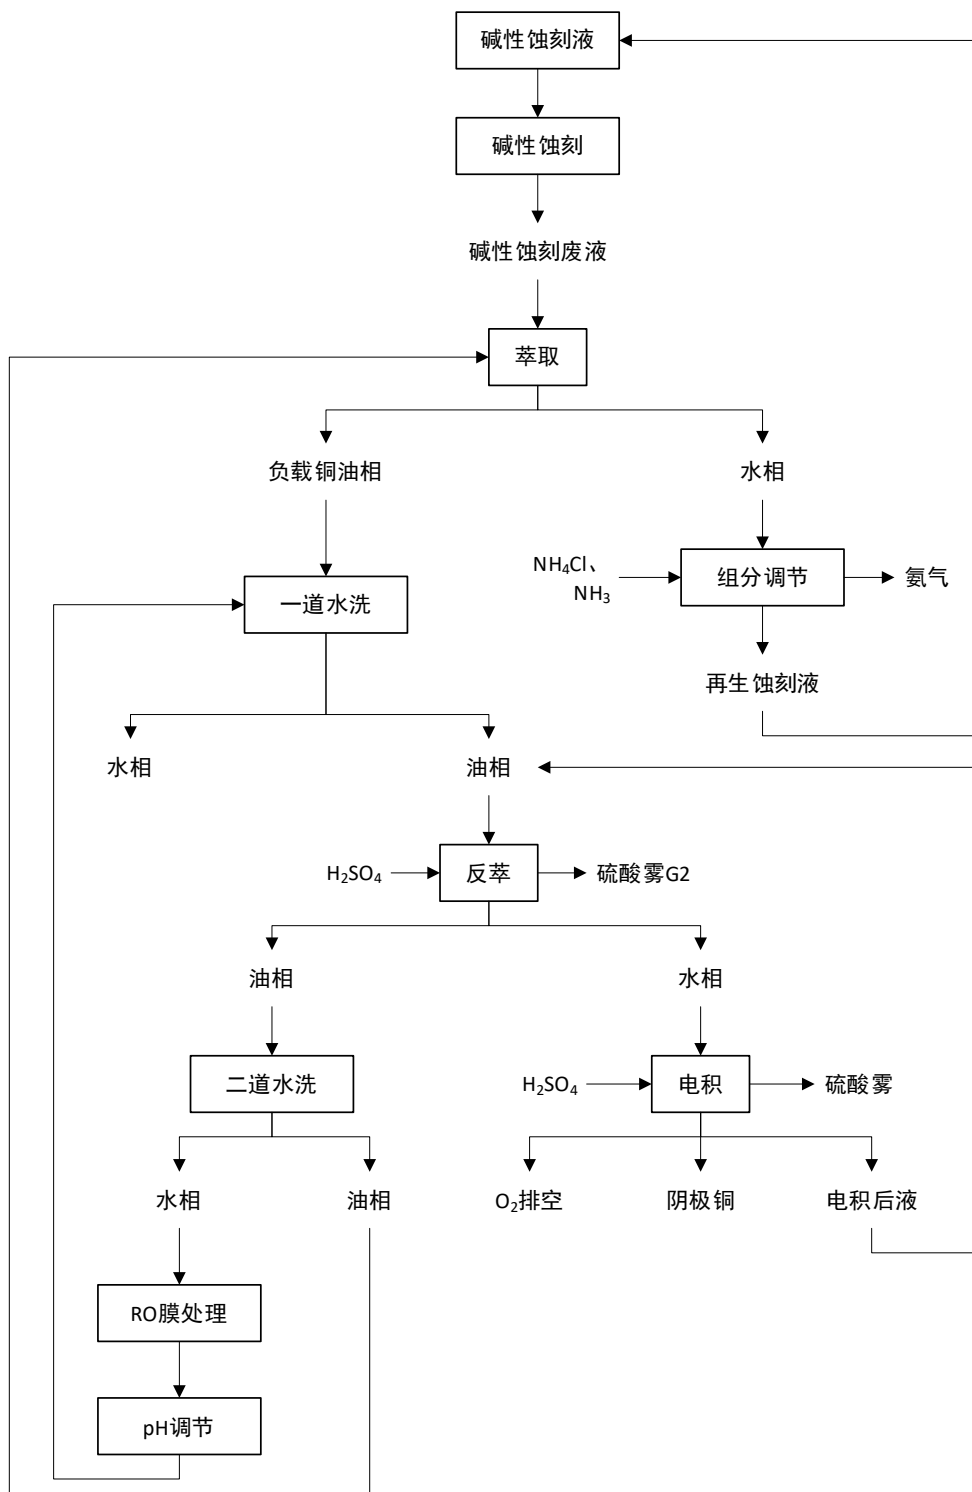 碱性蚀刻液
碱性蚀刻
碱性蚀刻废液
萃取
负载铜油相
水相
NH₄Cl、
NH₃
组分调节
氨气
一道水洗
再生蚀刻液
水相
油相
H₂SO₄
反萃
硫酸雾G2
油相
水相
二道水洗
H₂SO₄
电积
硫酸雾
水相
油相
O₂排空
阴极铜
电积后液
RO膜处理
pH调节